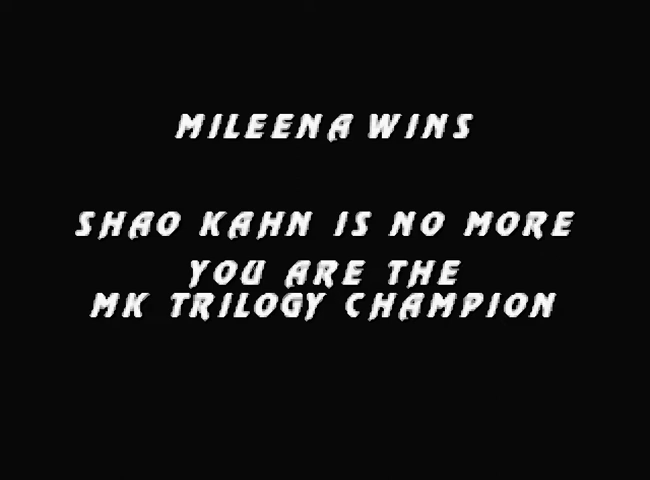 MILEENA WINS
SHAO KAHN IS NO MORE
YOU ARE THE
MK TRILOGY CHAMPION